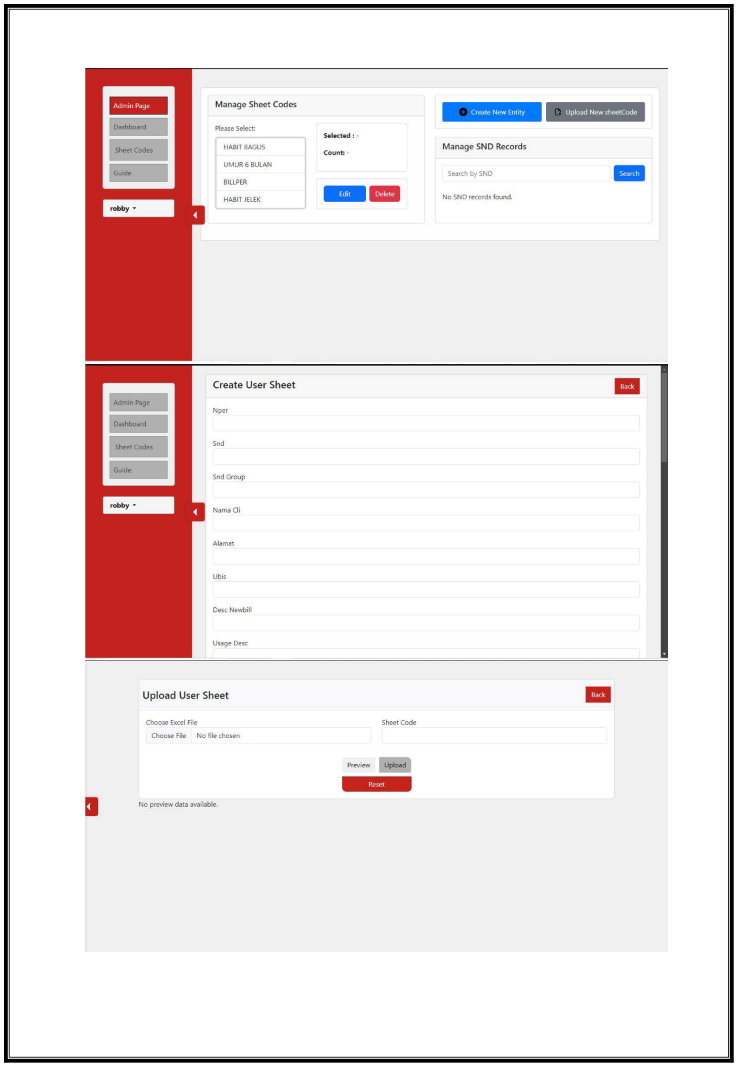 Admin Page
Dashboard
Sheet Codes
Guide
robby
Manage Sheet Codes
Please Select:
HABIT BAGUS
UMUR 6 BULAN
BILLPER
HABIT JELEK
Selected : -
Count: -
Edit Delete
Create New Entity Upload New sheetCode
Manage SND Records
Search by SND Search
No SND records found.
Admin Page
Dashboard
Sheet Codes
Guide
robby
Create User Sheet Back
Nper
Snd
Snd Group
Nama Cli
Alamat
Ubis
Desc Newbill
Usage Desc
Upload User Sheet Back
Choose Excel File Sheet Code
Choose File No file chosen
Preview Upload
Reset
No preview data available.